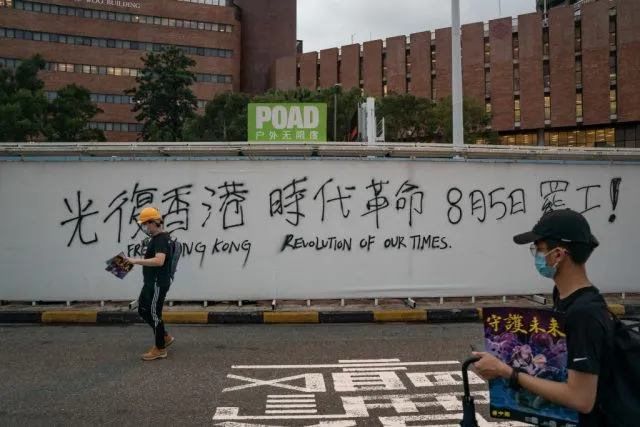 POAD
户外无限度
光復香港 時代革命 8月5日 罷工!
FREE HONG KONG REVOLUTION OF OUR TIMES.
守護未來